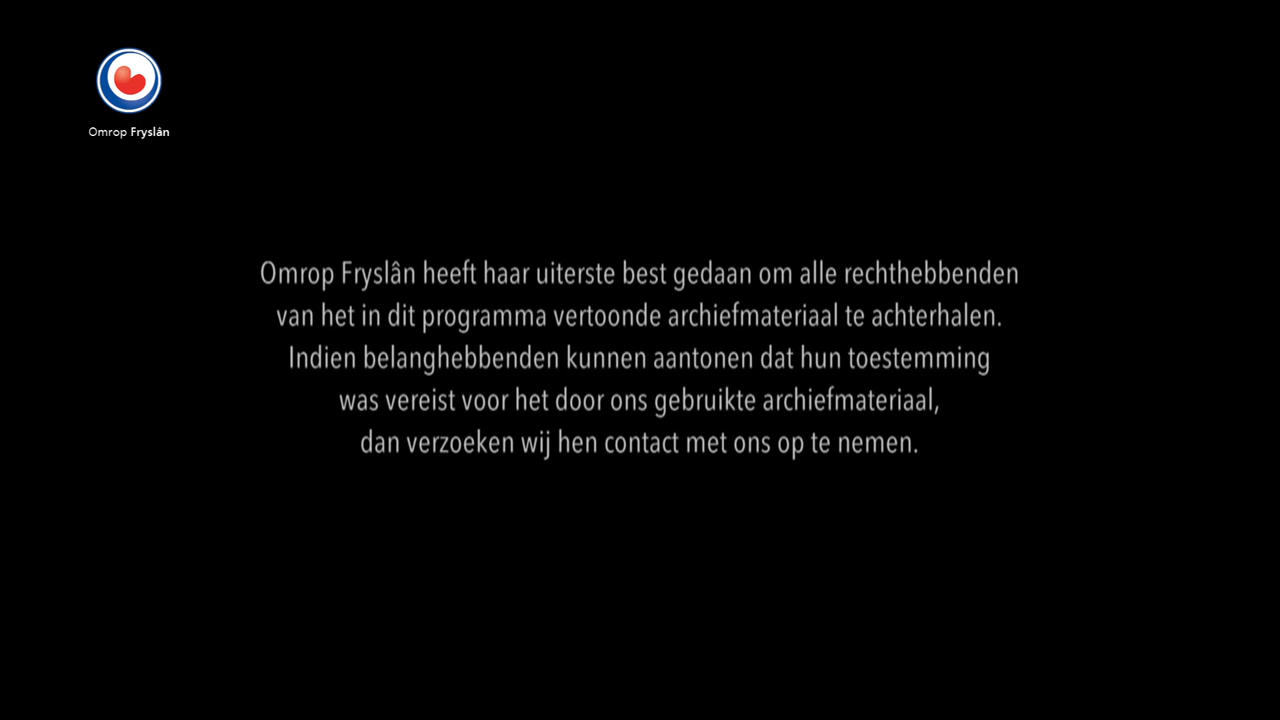 Omrop Fryslân
Omrop Fryslân heeft haar uiterste best gedaan om alle rechthebbenden
van het in dit programma vertoonde archiefmateriaal te achterhalen.
Indien belanghebbenden kunnen aantonen dat hun toestemming
was vereist voor het door ons gebruikte archiefmateriaal,
dan verzoeken wij hen contact met ons op te nemen.